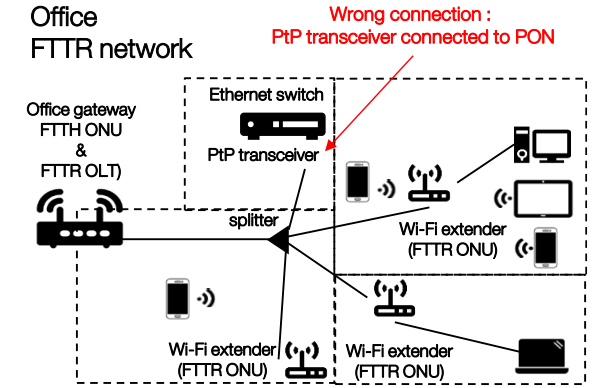 Office
FTTR network
Wrong connection :
PtP transceiver connected to PON
Office gateway
FTTH ONU
&
FTTR OLT)
Ethernet switch
PtP transceiver
splitter
Wi-Fi extender
(FTTR ONU)
Wi-Fi extender
(FTTR ONU)
Wi-Fi extender
(FTTR ONU)